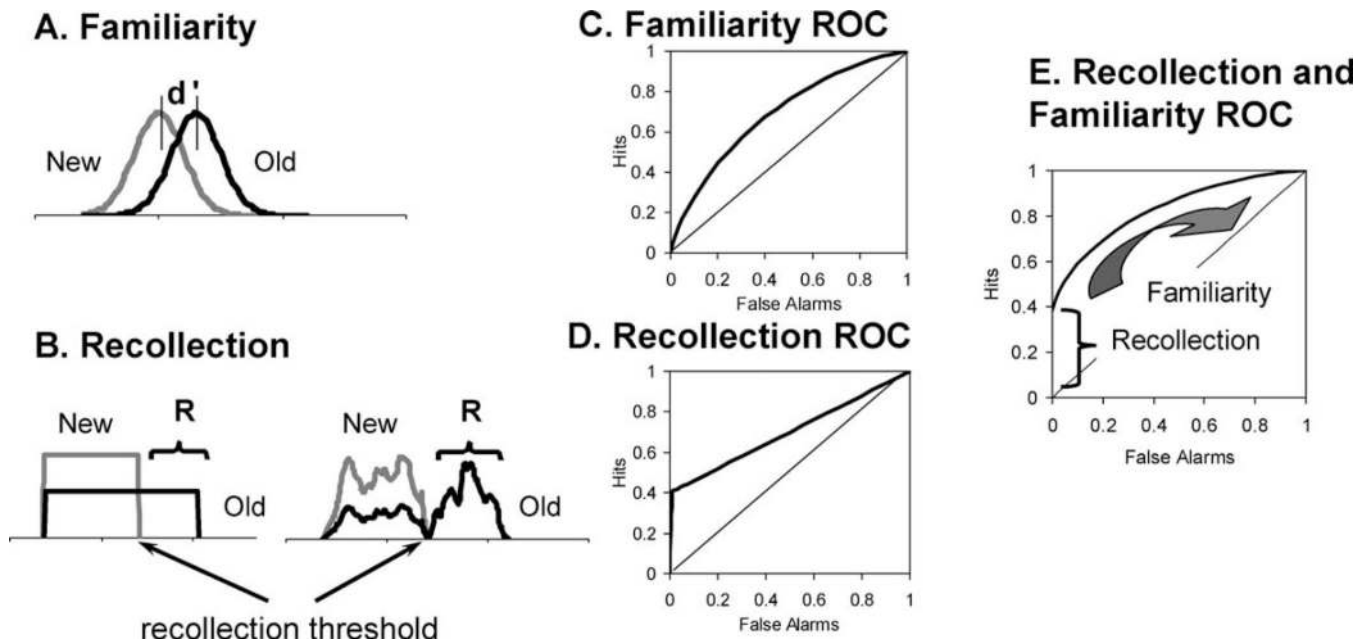 A. Familiarity
d '
New
Old
B. Recollection
New
R
Old
New
R
Old
recollection threshold
C. Familiarity ROC
1
0.8
0.6
0.4
0.2
0
Hits
0 0.2 0.4 0.6 0.8 1
False Alarms
D. Recollection ROC
1
0.8
0.6
0.4
0.2
0
Hits
0 0.2 0.4 0.6 0.8 1
False Alarms
E. Recollection and
Familiarity ROC
1
0.8
0.6
0.4
0.2
0
Hits
Familiarity
Recollection
0 0.2 0.4 0.6 0.8 1
False Alarms